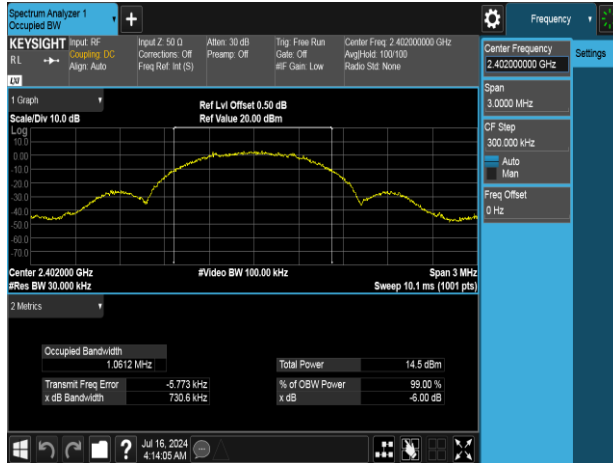 Spectrum Analyzer 1
Occupied BW
Frequency
KEYSIGHT
RL
LXI
Input: RF
Coupling: DC
Align: Auto
Input Z: 50 Ω
Corrections: Off
Freq Ref: Int (S)
Atten: 30 dB
Preamp: Off
Trig: Free Run
Gate: Off
#IF Gain: Low
Center Freq: 2.402000000 GHz
Avg|Hold: 100/100
Radio Std: None
Center Frequency
2.402000000 GHz
Settings
Span
3.0000 MHz
CF Step
300.000 kHz
Auto
Man
Freq Offset
0 Hz
1 Graph
Scale/Div 10.0 dB
Ref Lvl Offset 0.50 dB
Ref Value 20.00 dBm
Log
10.0
0.00
-10.0
-20.0
-30.0
-40.0
-50.0
-60.0
-70.0
Center 2.402000 GHz
#Res BW 30.000 kHz
#Video BW 100.00 kHz
Span 3 MHz
Sweep 10.1 ms (1001 pts)
2 Metrics
Occupied Bandwidth
1.0612 MHz
Total Power 14.5 dBm
Transmit Freq Error -5.773 kHz
% of OBW Power 99.00 %
x dB Bandwidth 730.6 kHz
x dB -6.00 dB
Jul 16, 2024
4:14:05 AM